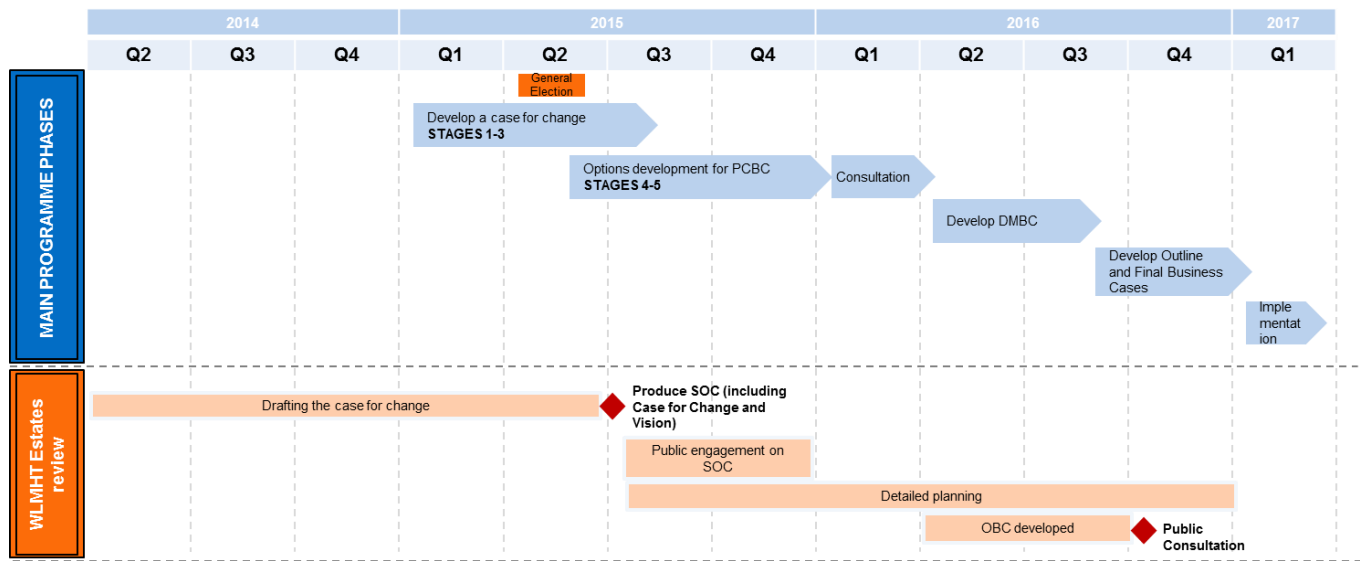 2014 2015 2016 2017
Q2 Q3 Q4 Q1 Q2 Q3 Q4 Q1 Q2 Q3 Q4 Q1
MAIN PROGRAMME PHASES
General
Election
Develop a case for change
STAGES 1-3
Options development for PCBC
STAGES 4-5
Consultation
Develop DMBC
Develop Outline
and Final Business
Cases
Imple
mentat
ion
WLMHT Estates
review
Drafting the case for change
Produce SOC (including
Case for Change and
Vision)
Public engagement on
SOC
Detailed planning
OBC developed
Public
Consultation